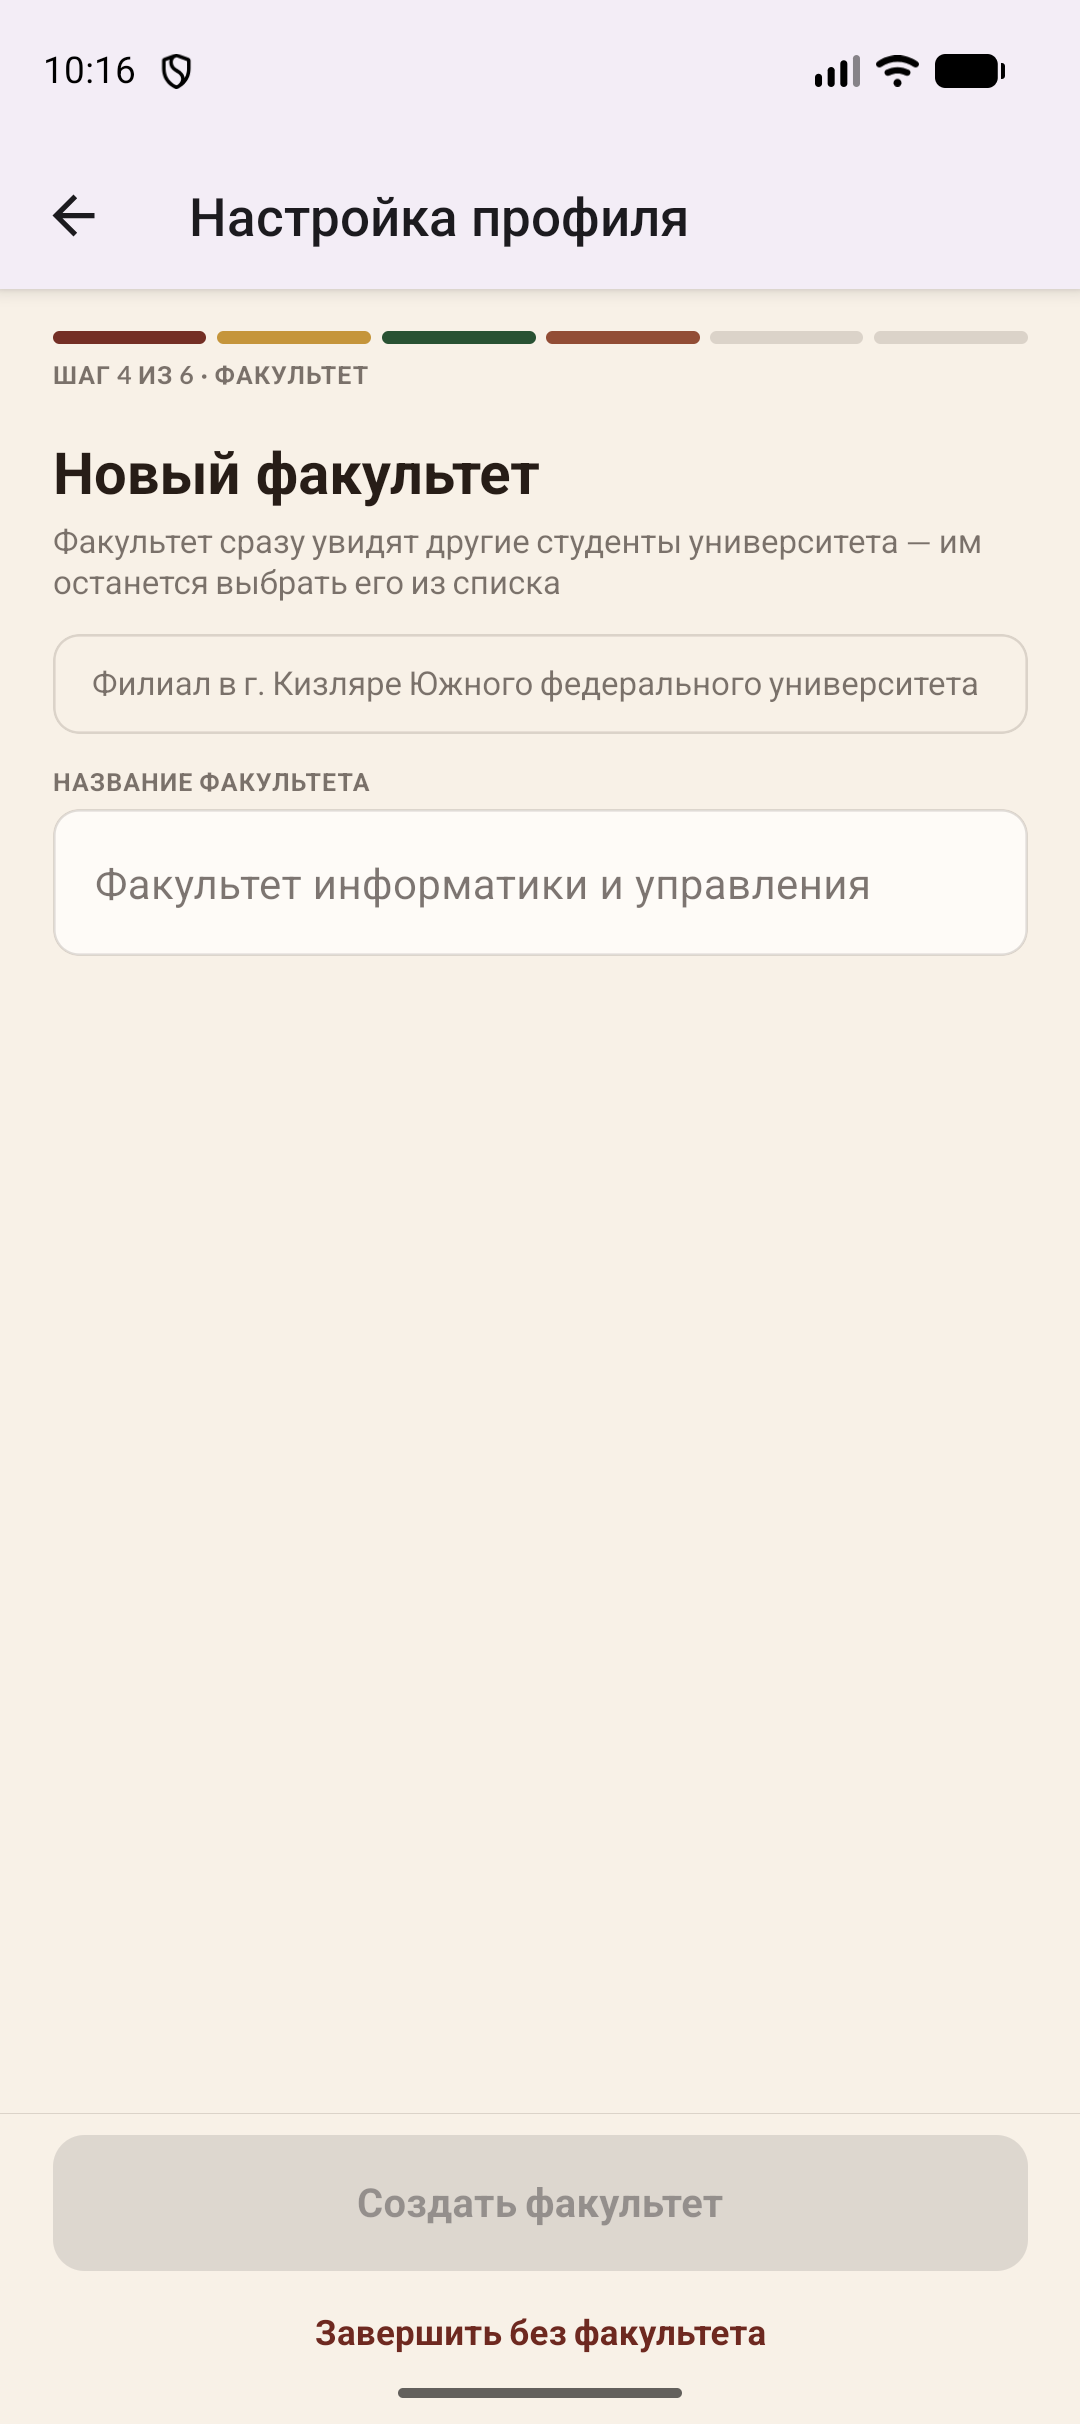 10:16
Настройка профиля
ШАГ 4 ИЗ 6 · ФАКУЛЬТЕТ
Новый факультет
Факультет сразу увидят другие студенты университета — им
останется выбрать его из списка
Филиал в г. Кизляре Южного федерального университета
НАЗВАНИЕ ФАКУЛЬТЕТА
Факультет информатики и управления
Создать факультет
Завершить без факультета